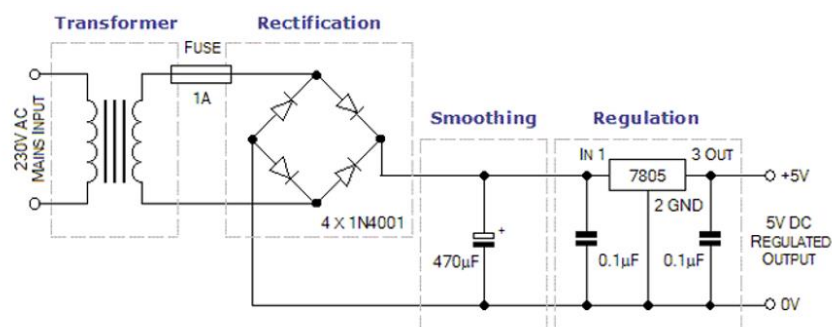 Transformer
Rectification
FUSE
1A
230V AC
MAINS INPUT
4 X 1N4001
Smoothing
Regulation
IN 1
3 OUT
7805
2 GND
+5V
+
470µF
0.1µF
0.1µF
5V DC
REGULATED
OUTPUT
0V